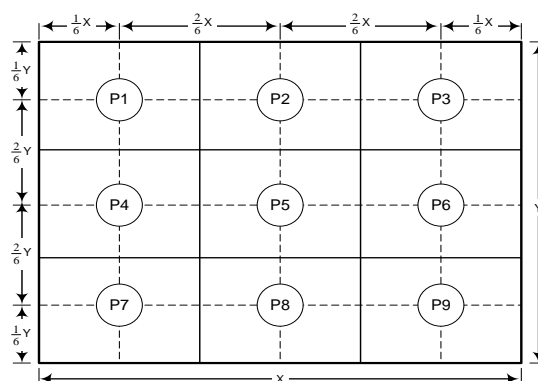 1/6 X 2/6 X 2/6 X 1/6 X
1/6 Y
P1 P2 P3
2/6 Y
P4 P5 P6
Y
2/6 Y
P7 P8 P9
1/6 Y
X